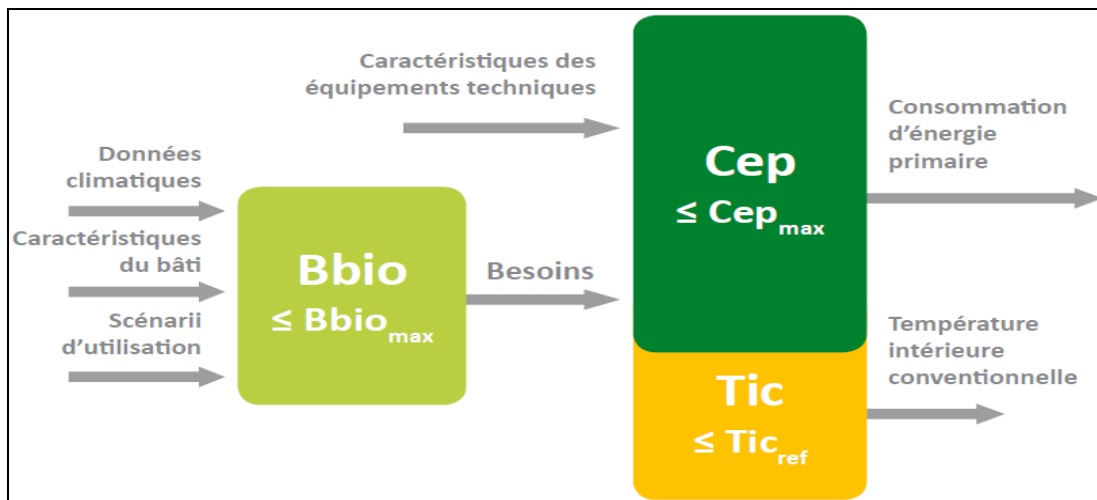 Données
climatiques
Caractéristiques
du bâti
Scénarii
d'utilisation
Bbio
≤ Bbiomax
Besoins
Caractéristiques des
équipements techniques
Cep
≤ Cepmax
Tic
≤ Ticref
Consommation
d'énergie
primaire
Température
intérieure
conventionnelle